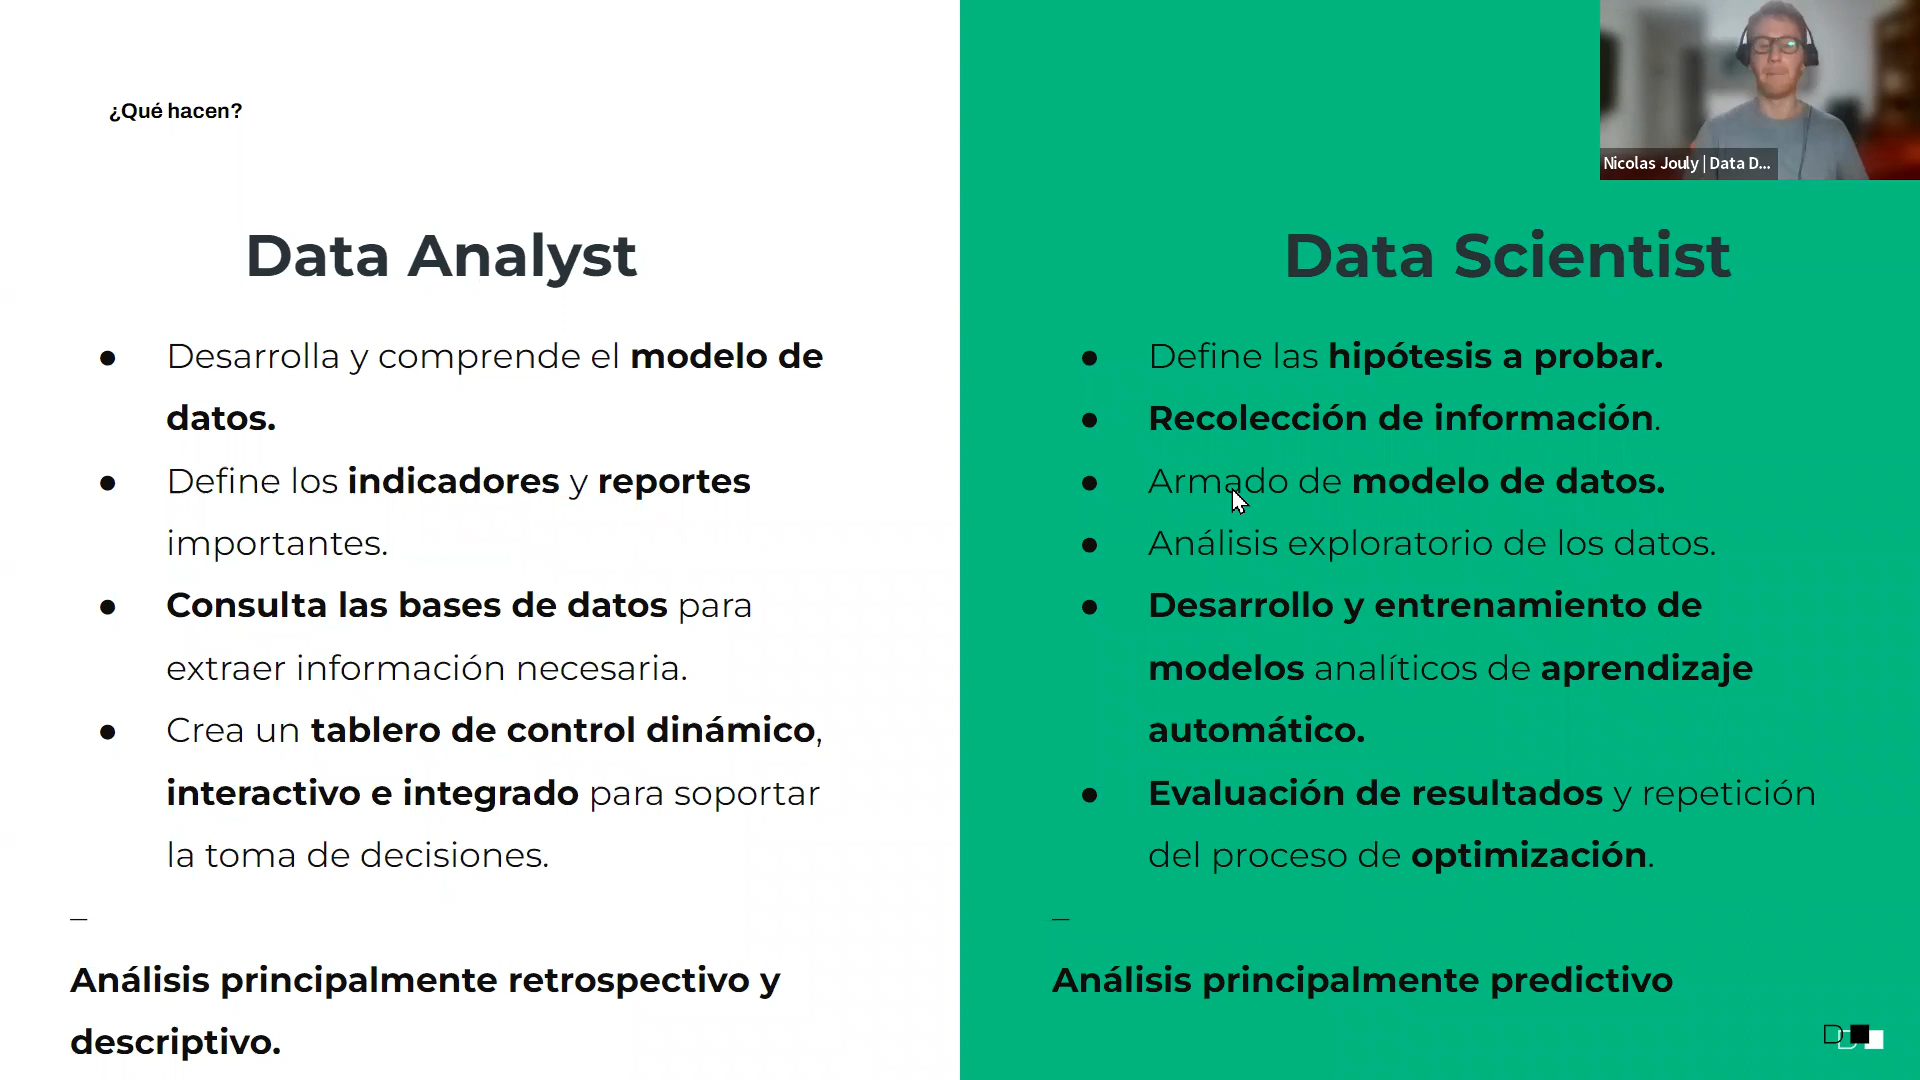 ¿Qué hacen?
Nicolas Jouly | Data D...
Data Analyst
● Desarrolla y comprende el modelo de
datos.
● Define los indicadores y reportes
importantes.
● Consulta las bases de datos para
extraer información necesaria.
● Crea un tablero de control dinámico,
interactivo e integrado para soportar
la toma de decisiones.
_
Análisis principalmente retrospectivo y
descriptivo.
Data Scientist
● Define las hipótesis a probar.
● Recolección de información.
● Armado de modelo de datos.
● Análisis exploratorio de los datos.
● Desarrollo y entrenamiento de
modelos analíticos de aprendizaje
automático.
● Evaluación de resultados y repetición
del proceso de optimización.
_
Análisis principalmente predictivo